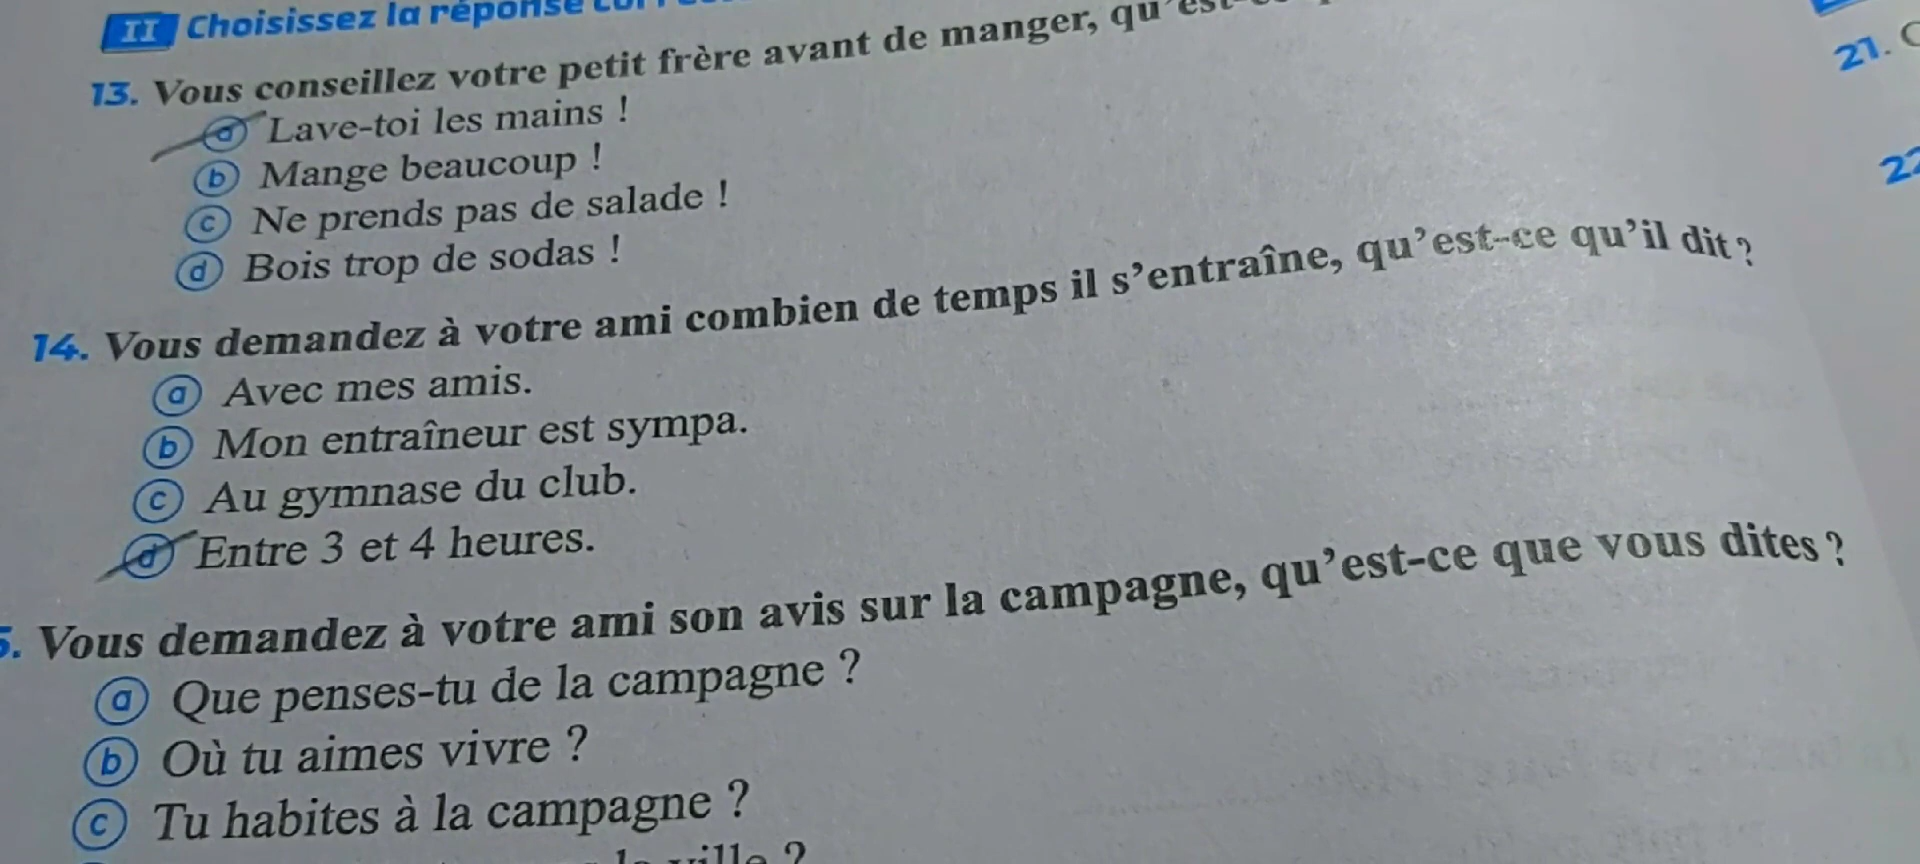 II Choisissez la réponse
13. Vous conseillez votre petit frère avant de manger,
a Lave-toi les mains !
b Mange beaucoup !
c Ne prends pas de salade !
d Bois trop de sodas !
14. Vous demandez à votre ami combien de temps il s'entraîne, qu'est-ce qu'il dit ?
a Avec mes amis.
b Mon entraîneur est sympa.
c Au gymnase du club.
d Entre 3 et 4 heures.
5. Vous demandez à votre ami son avis sur la campagne, qu'est-ce que vous dites ?
a Que penses-tu de la campagne ?
b Où tu aimes vivre ?
c Tu habites à la campagne ?
ville ?
21.
22